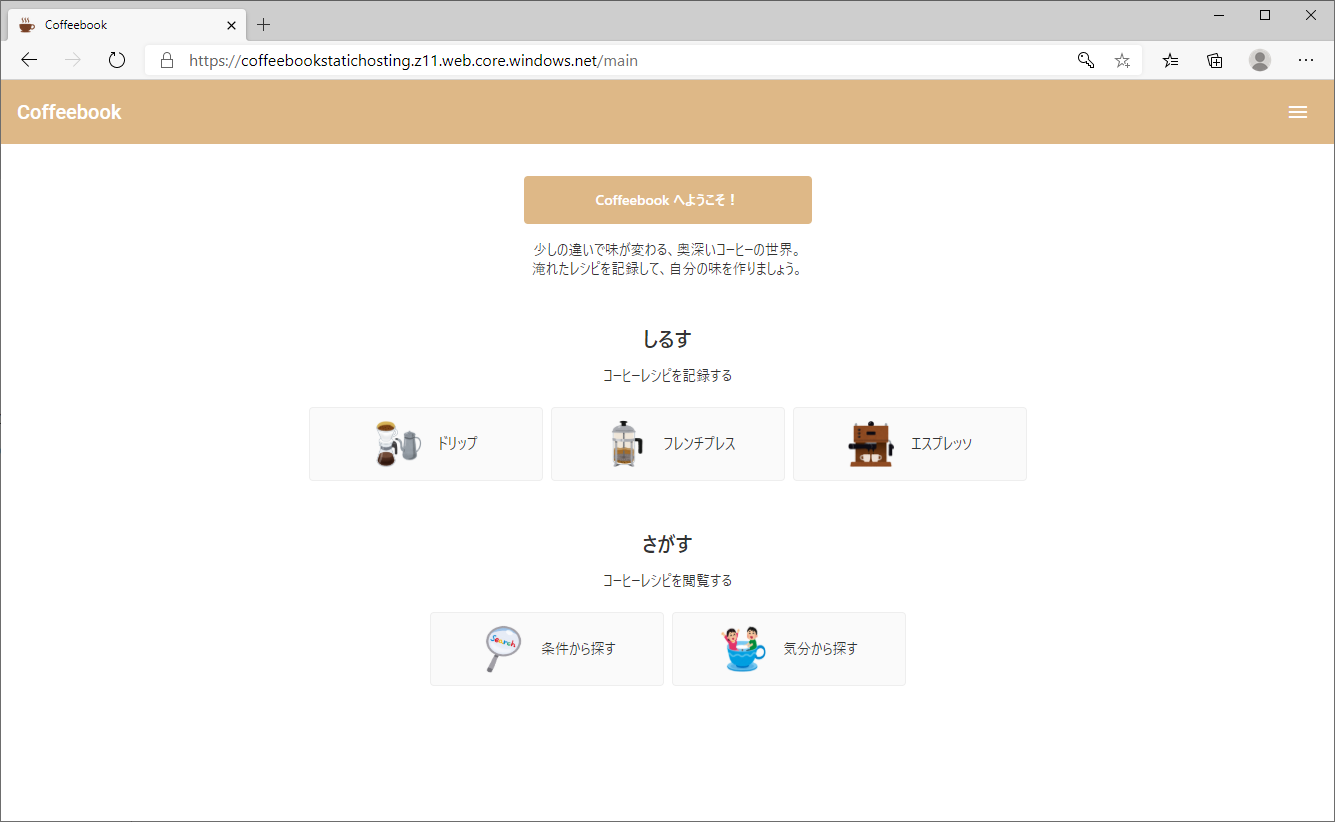 Coffeebook
https://coffeebookstatichosting.z11.web.core.windows.net/main
Coffeebook
Coffeebook へようこそ！
少しの違いで味が変わる、奥深いコーヒーの世界。
淹れたレシピを記録して、自分の味を作りましょう。
しるす
コーヒーレシピを記録する
ドリップ
フレンチプレス
エスプレッソ
さがす
コーヒーレシピを閲覧する
Search
条件から探す
気分から探す